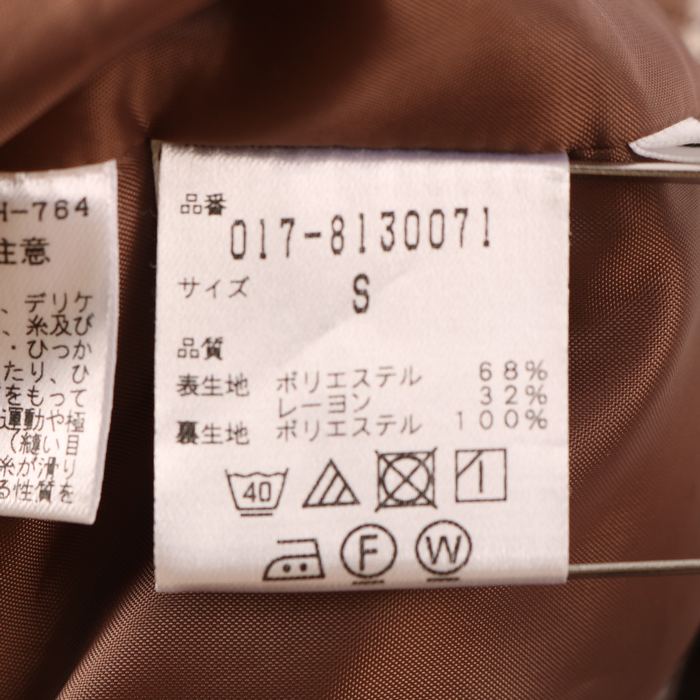 H-764
注意
、デリケ
、糸及び
・ひっか
たり、ひ
をもって
運動や極
(縫い目
糸が滑り
る性質を
品番
017-8130071
サイズ
S
品質
表生地 ポリエステル 68%
レーヨン 32%
裏生地 ポリエステル 100%
40
F W